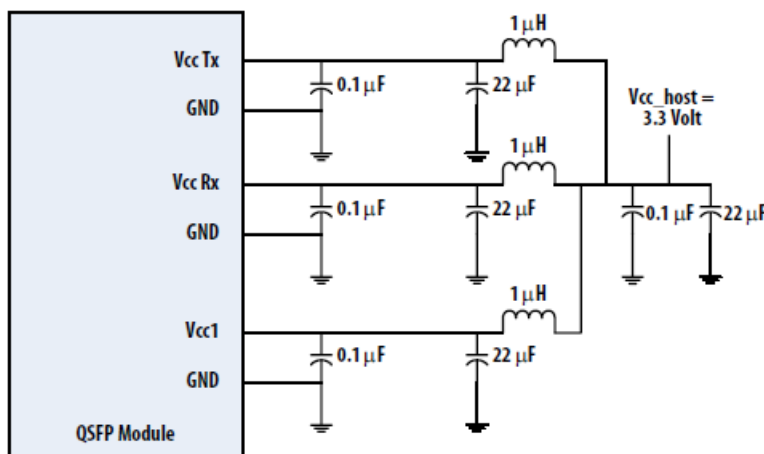 1 μH
Vcc Tx
0.1 μF
22 μF
GND
Vcc_host =
3.3 Volt
1 μH
Vcc Rx
0.1 μF
22 μF
0.1 μF
22 μF
GND
1 μH
Vcc1
0.1 μF
22 μF
GND
QSFP Module